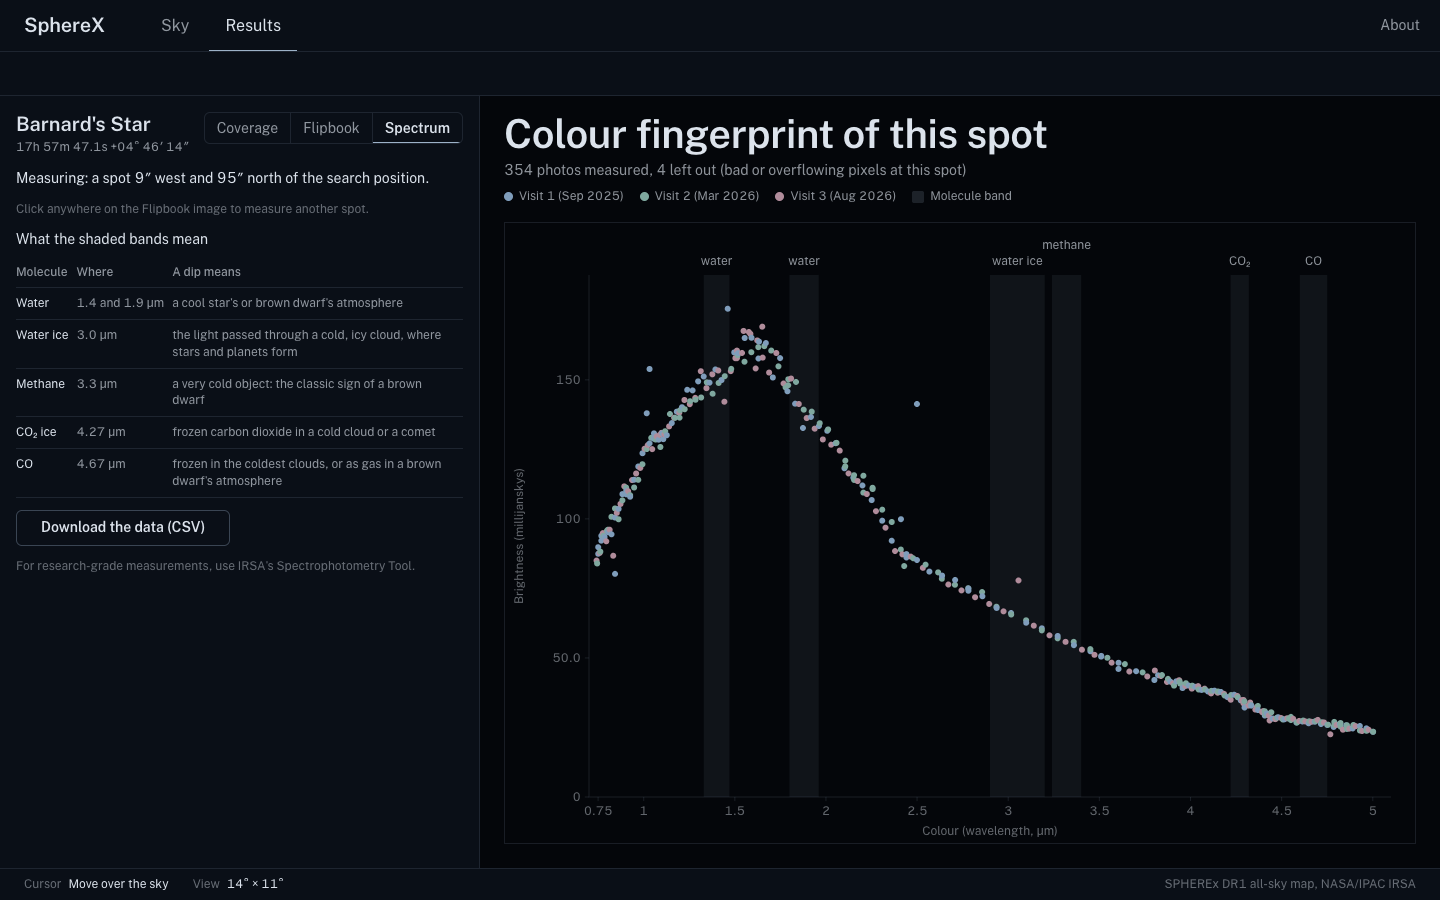 SphereX Sky Results About
Barnard's Star
Coverage Flipbook Spectrum
17h 57m 47.1s +04° 46′ 14″
Measuring: a spot 9″ west and 95″ north of the search position.
Click anywhere on the Flipbook image to measure another spot.
What the shaded bands mean
Molecule Where A dip means
Water 1.4 and 1.9 μm a cool star's or brown dwarf's atmosphere
Water ice 3.0 μm the light passed through a cold, icy cloud, where
stars and planets form
Methane 3.3 μm a very cold object: the classic sign of a brown
dwarf
CO₂ ice 4.27 μm frozen carbon dioxide in a cold cloud or a comet
CO 4.67 μm frozen in the coldest clouds, or as gas in a brown
dwarf's atmosphere
Download the data (CSV)
For research-grade measurements, use IRSA's Spectrophotometry Tool.
Colour fingerprint of this spot
354 photos measured, 4 left out (bad or overflowing pixels at this spot)
Visit 1 (Sep 2025) Visit 2 (Mar 2026) Visit 3 (Aug 2026) Molecule band
methane
water water water ice CO₂ CO
150
100
50.0
0
Brightness (millijanskys)
0.75 1 1.5 2 2.5 3 3.5 4 4.5 5
Colour (wavelength, μm)
Cursor Move over the sky View 14° × 11°
SPHEREx DR1 all-sky map, NASA/IPAC IRSA